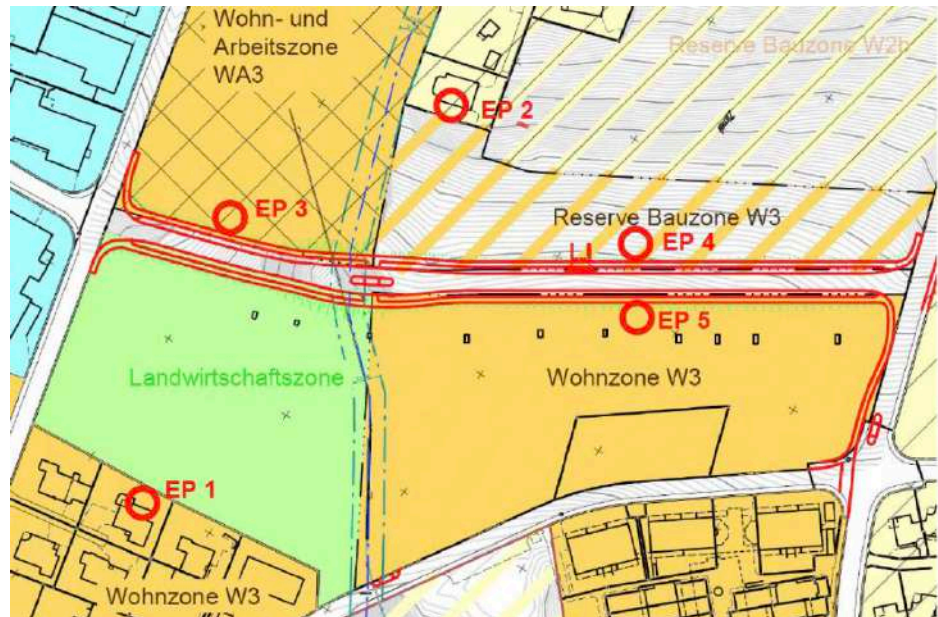 Wohn- und
Arbeitszone
WA3
Reserve Bauzone W2b
EP 2
EP 3
Reserve Bauzone W3
EP 4
EP 5
Landwirtschaftszone
Wohnzone W3
EP 1
Wohnzone W3